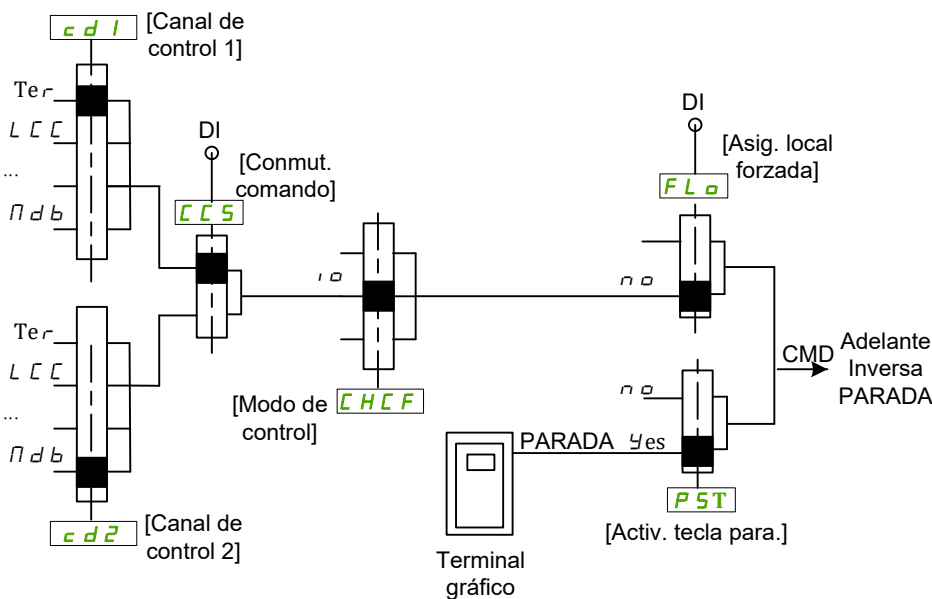 cd1
[Canal de
control 1]
Ter
LCC
...
Mdb
DI
[Conmut.
comando]
CCS
Ter
LCC
...
Mdb
cd2
[Canal de
control 2]
io
[Modo de
control]
CHCF
DI
[Asig. local
forzada]
FLo
no
no
PARADA
Yes
PST
[Activ. tecla para.]
Terminal
gráfico
CMD
Adelante
Inversa
PARADA